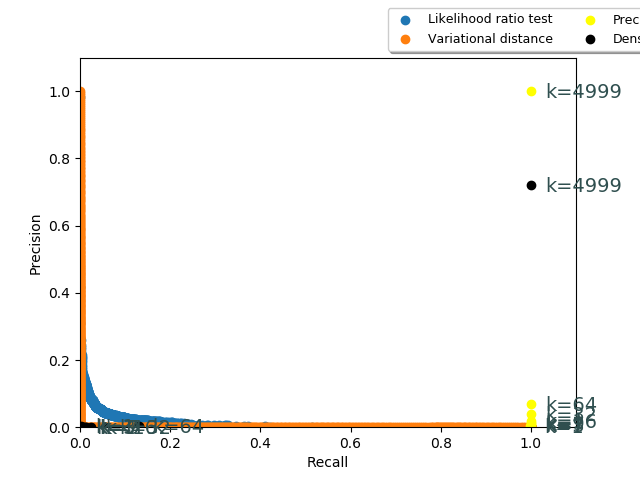 Likelihood ratio test
Variational distance
Prec
Dens
1.0
0.8
0.6
0.4
0.2
0.0
Precision
k=4999
k=4999
k=64
0.0
0.2
0.4
0.6
0.8
1.0
Recall